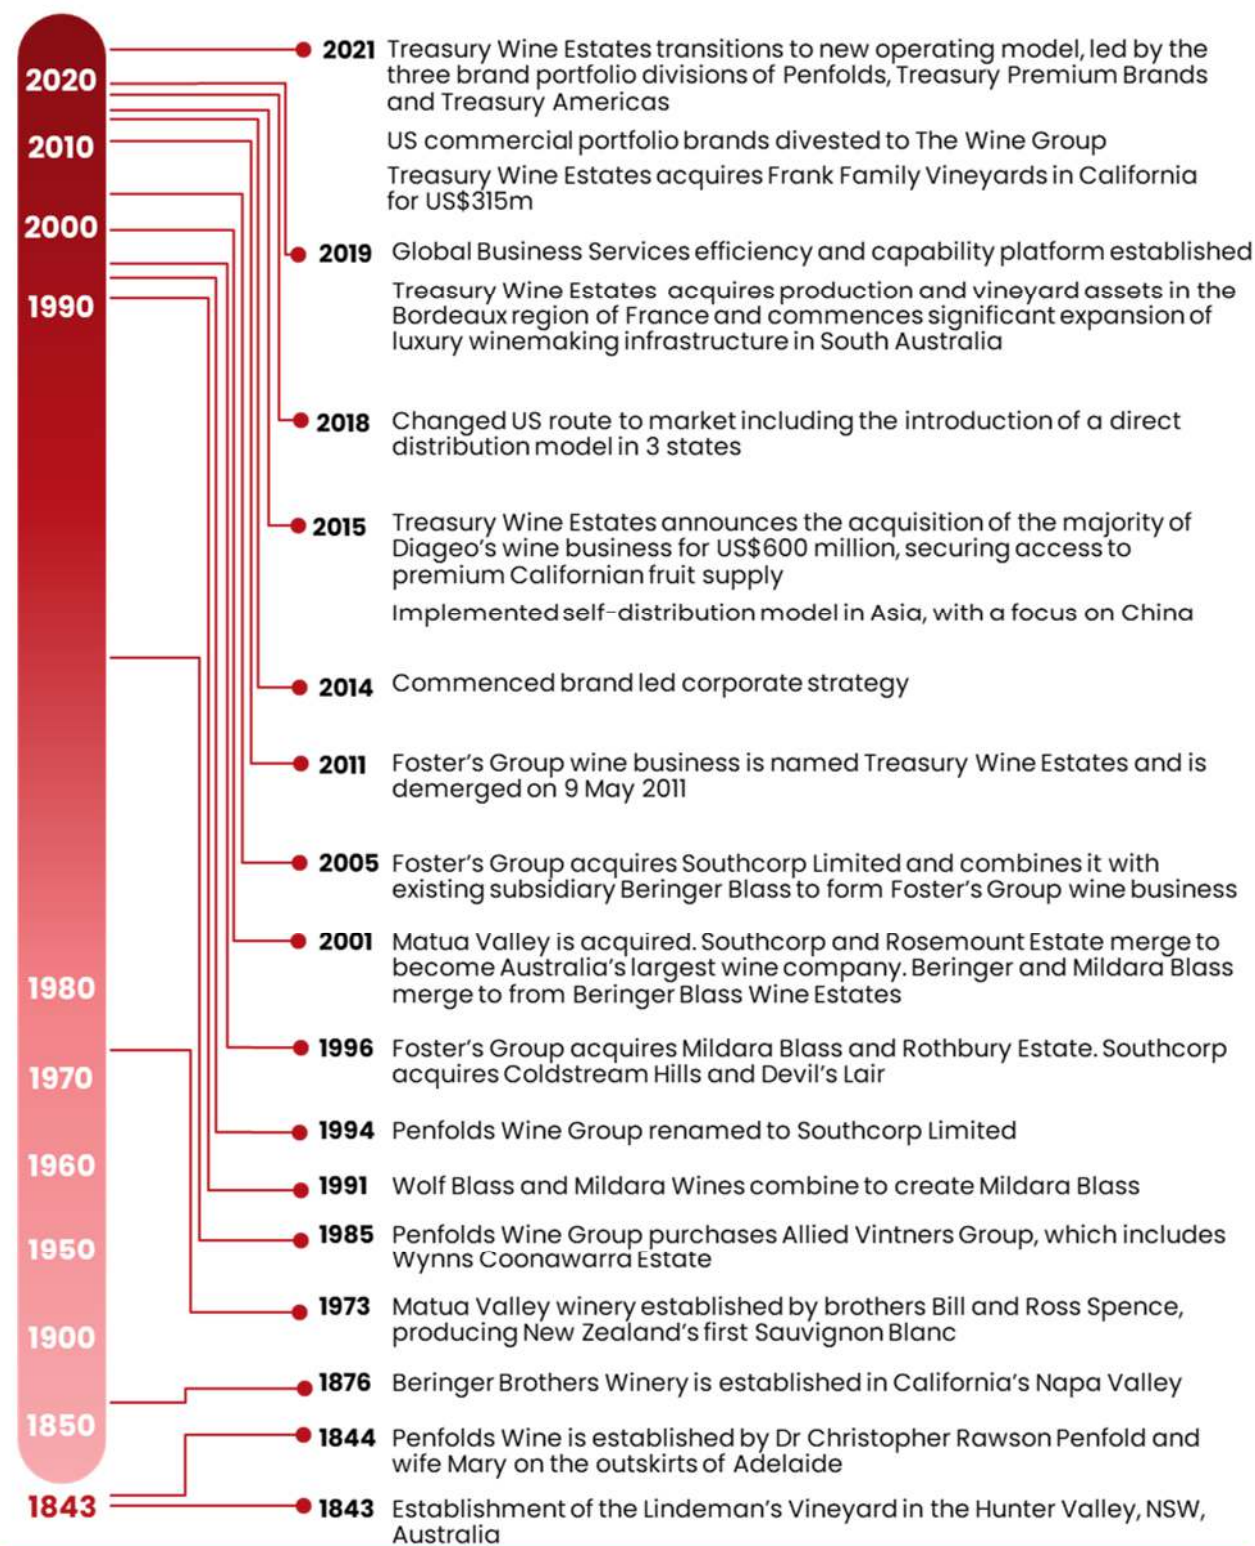 2021 Treasury Wine Estates transitions to new operating model, led by the
three brand portfolio divisions of Penfolds, Treasury Premium Brands
and Treasury Americas
US commercial portfolio brands divested to The Wine Group
Treasury Wine Estates acquires Frank Family Vineyards in California
for US$315m
2019 Global Business Services efficiency and capability platform established
Treasury Wine Estates acquires production and vineyard assets in the
Bordeaux region of France and commences significant expansion of
luxury winemaking infrastructure in South Australia
2018 Changed US route to market including the introduction of a direct
distribution model in 3 states
2015 Treasury Wine Estates announces the acquisition of the majority of
Diageo's wine business for US$600 million, securing access to
premium Californian fruit supply
Implemented self-distribution model in Asia, with a focus on China
2014 Commenced brand led corporate strategy
2011 Foster's Group wine business is named Treasury Wine Estates and is
demerged on 9 May 2011
2005 Foster's Group acquires Southcorp Limited and combines it with
existing subsidiary Beringer Blass to form Foster's Group wine business
2001 Matua Valley is acquired. Southcorp and Rosemount Estate merge to
become Australia's largest wine company. Beringer and Mildara Blass
merge to from Beringer Blass Wine Estates
1996 Foster's Group acquires Mildara Blass and Rothbury Estate. Southcorp
acquires Coldstream Hills and Devil's Lair
1994 Penfolds Wine Group renamed to Southcorp Limited
1991 Wolf Blass and Mildara Wines combine to create Mildara Blass
1985 Penfolds Wine Group purchases Allied Vintners Group, which includes
Wynns Coonawarra Estate
1973 Matua Valley winery established by brothers Bill and Ross Spence,
producing New Zealand's first Sauvignon Blanc
1876 Beringer Brothers Winery is established in California's Napa Valley
1844 Penfolds Wine is established by Dr Christopher Rawson Penfold and
wife Mary on the outskirts of Adelaide
1843 Establishment of the Lindeman's Vineyard in the Hunter Valley, NSW,
Australia
2020
2010
2000
1990
1980
1970
1960
1950
1900
1850
1843